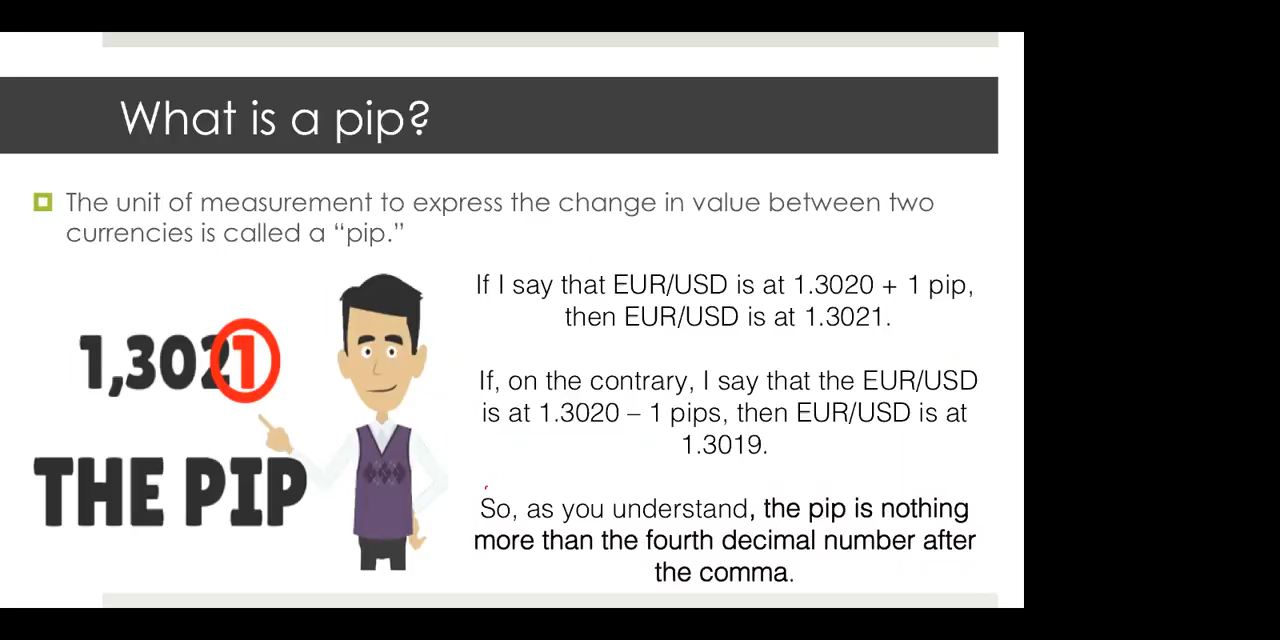 What is a pip?
The unit of measurement to express the change in value between two
currencies is called a “pip.”
If I say that EUR/USD is at 1.3020 + 1 pip,
then EUR/USD is at 1.3021.
If, on the contrary, I say that the EUR/USD
is at 1.3020 – 1 pips, then EUR/USD is at
1.3019.
So, as you understand, the pip is nothing
more than the fourth decimal number after
the comma.
1,3021
THE PIP